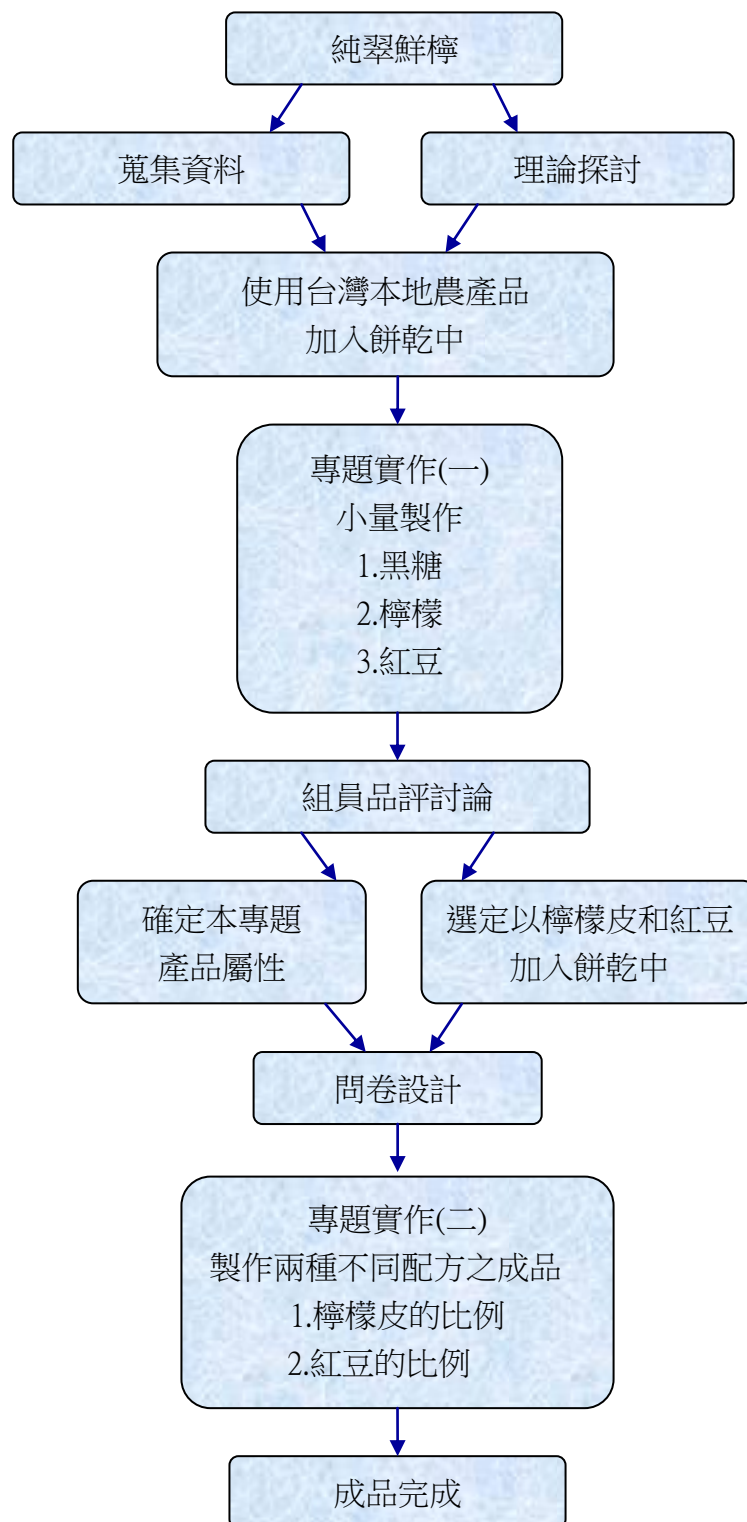 純翠鮮檸
蒐集資料
理論探討
使用台灣本地農產品
加入餅乾中
專題實作(一)
小量製作
1.黑糖
2.檸檬
3.紅豆
組員品評討論
確定本專題
產品屬性
選定以檸檬皮和紅豆
加入餅乾中
問卷設計
專題實作(二)
製作兩種不同配方之成品
1.檸檬皮的比例
2.紅豆的比例
成品完成